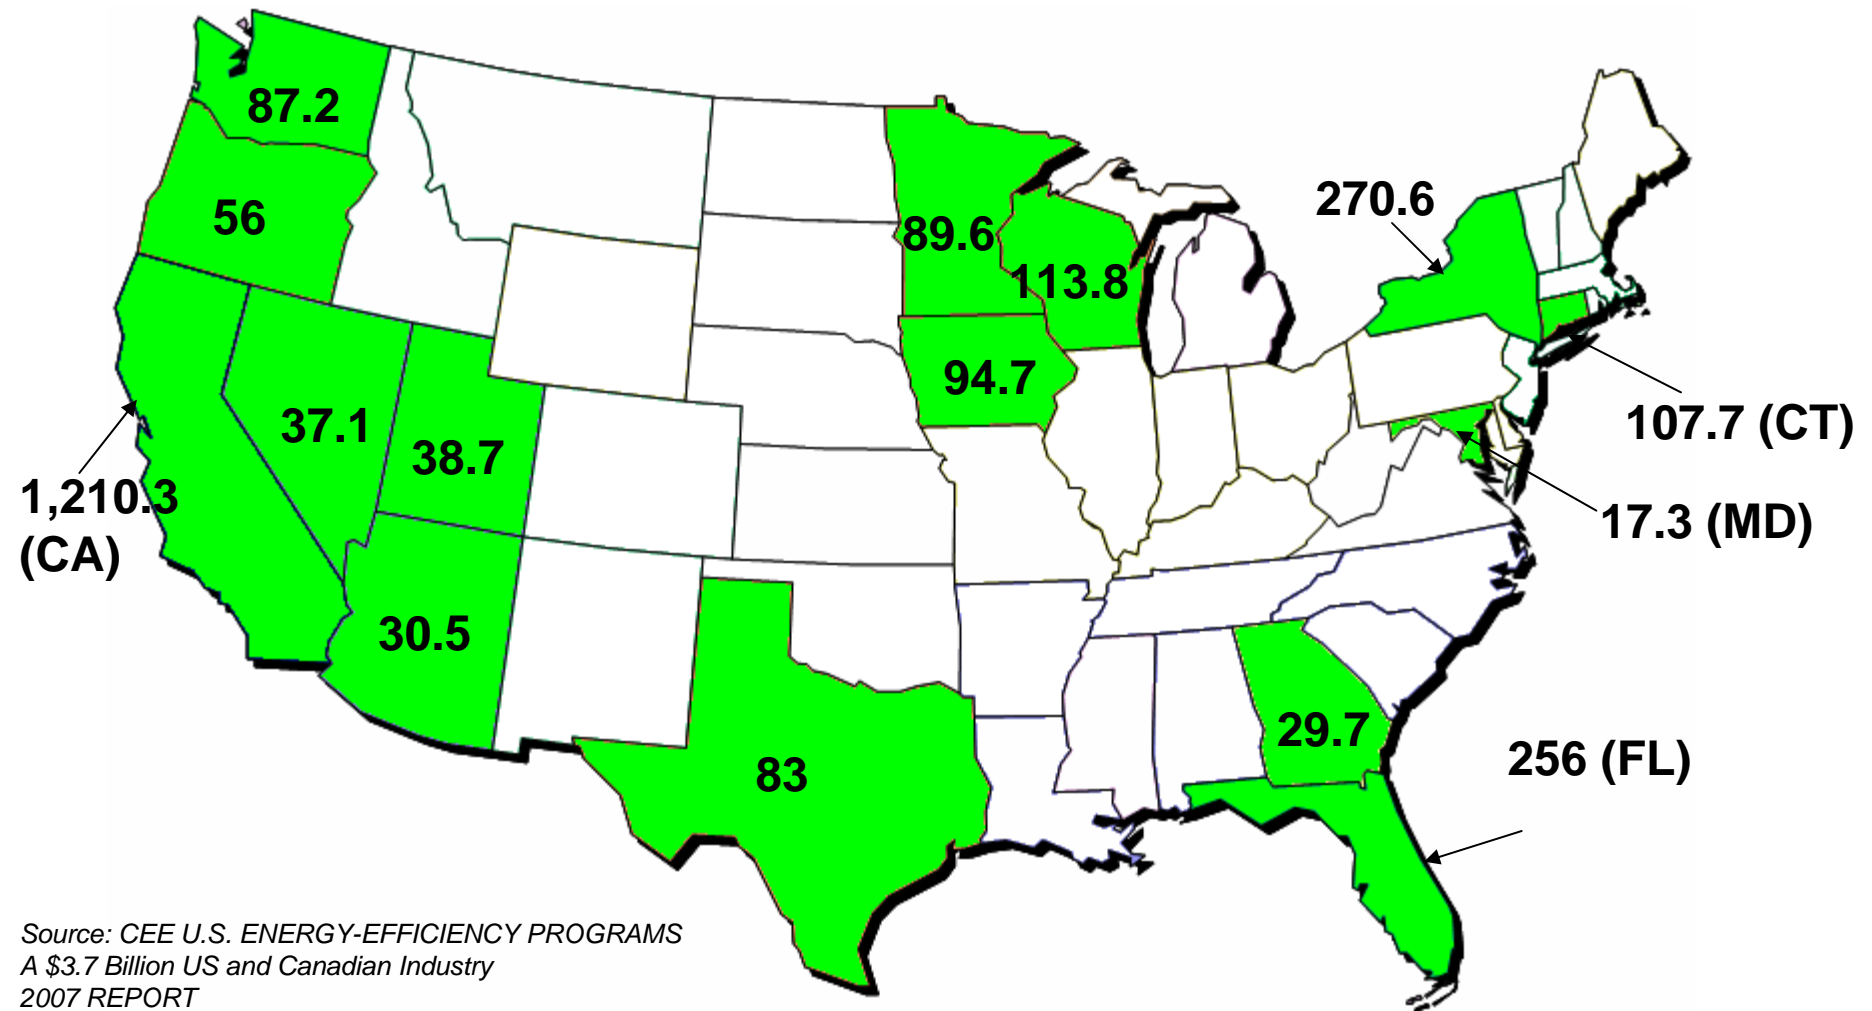 87.2
56
270.6
89.6
113.8
94.7
37.1
38.7
107.7 (CT)
1,210.3
(CA)
17.3 (MD)
30.5
29.7
83
256 (FL)
Source: CEE U.S. ENERGY-EFFICIENCY PROGRAMS
A $3.7 Billion US and Canadian Industry
2007 REPORT